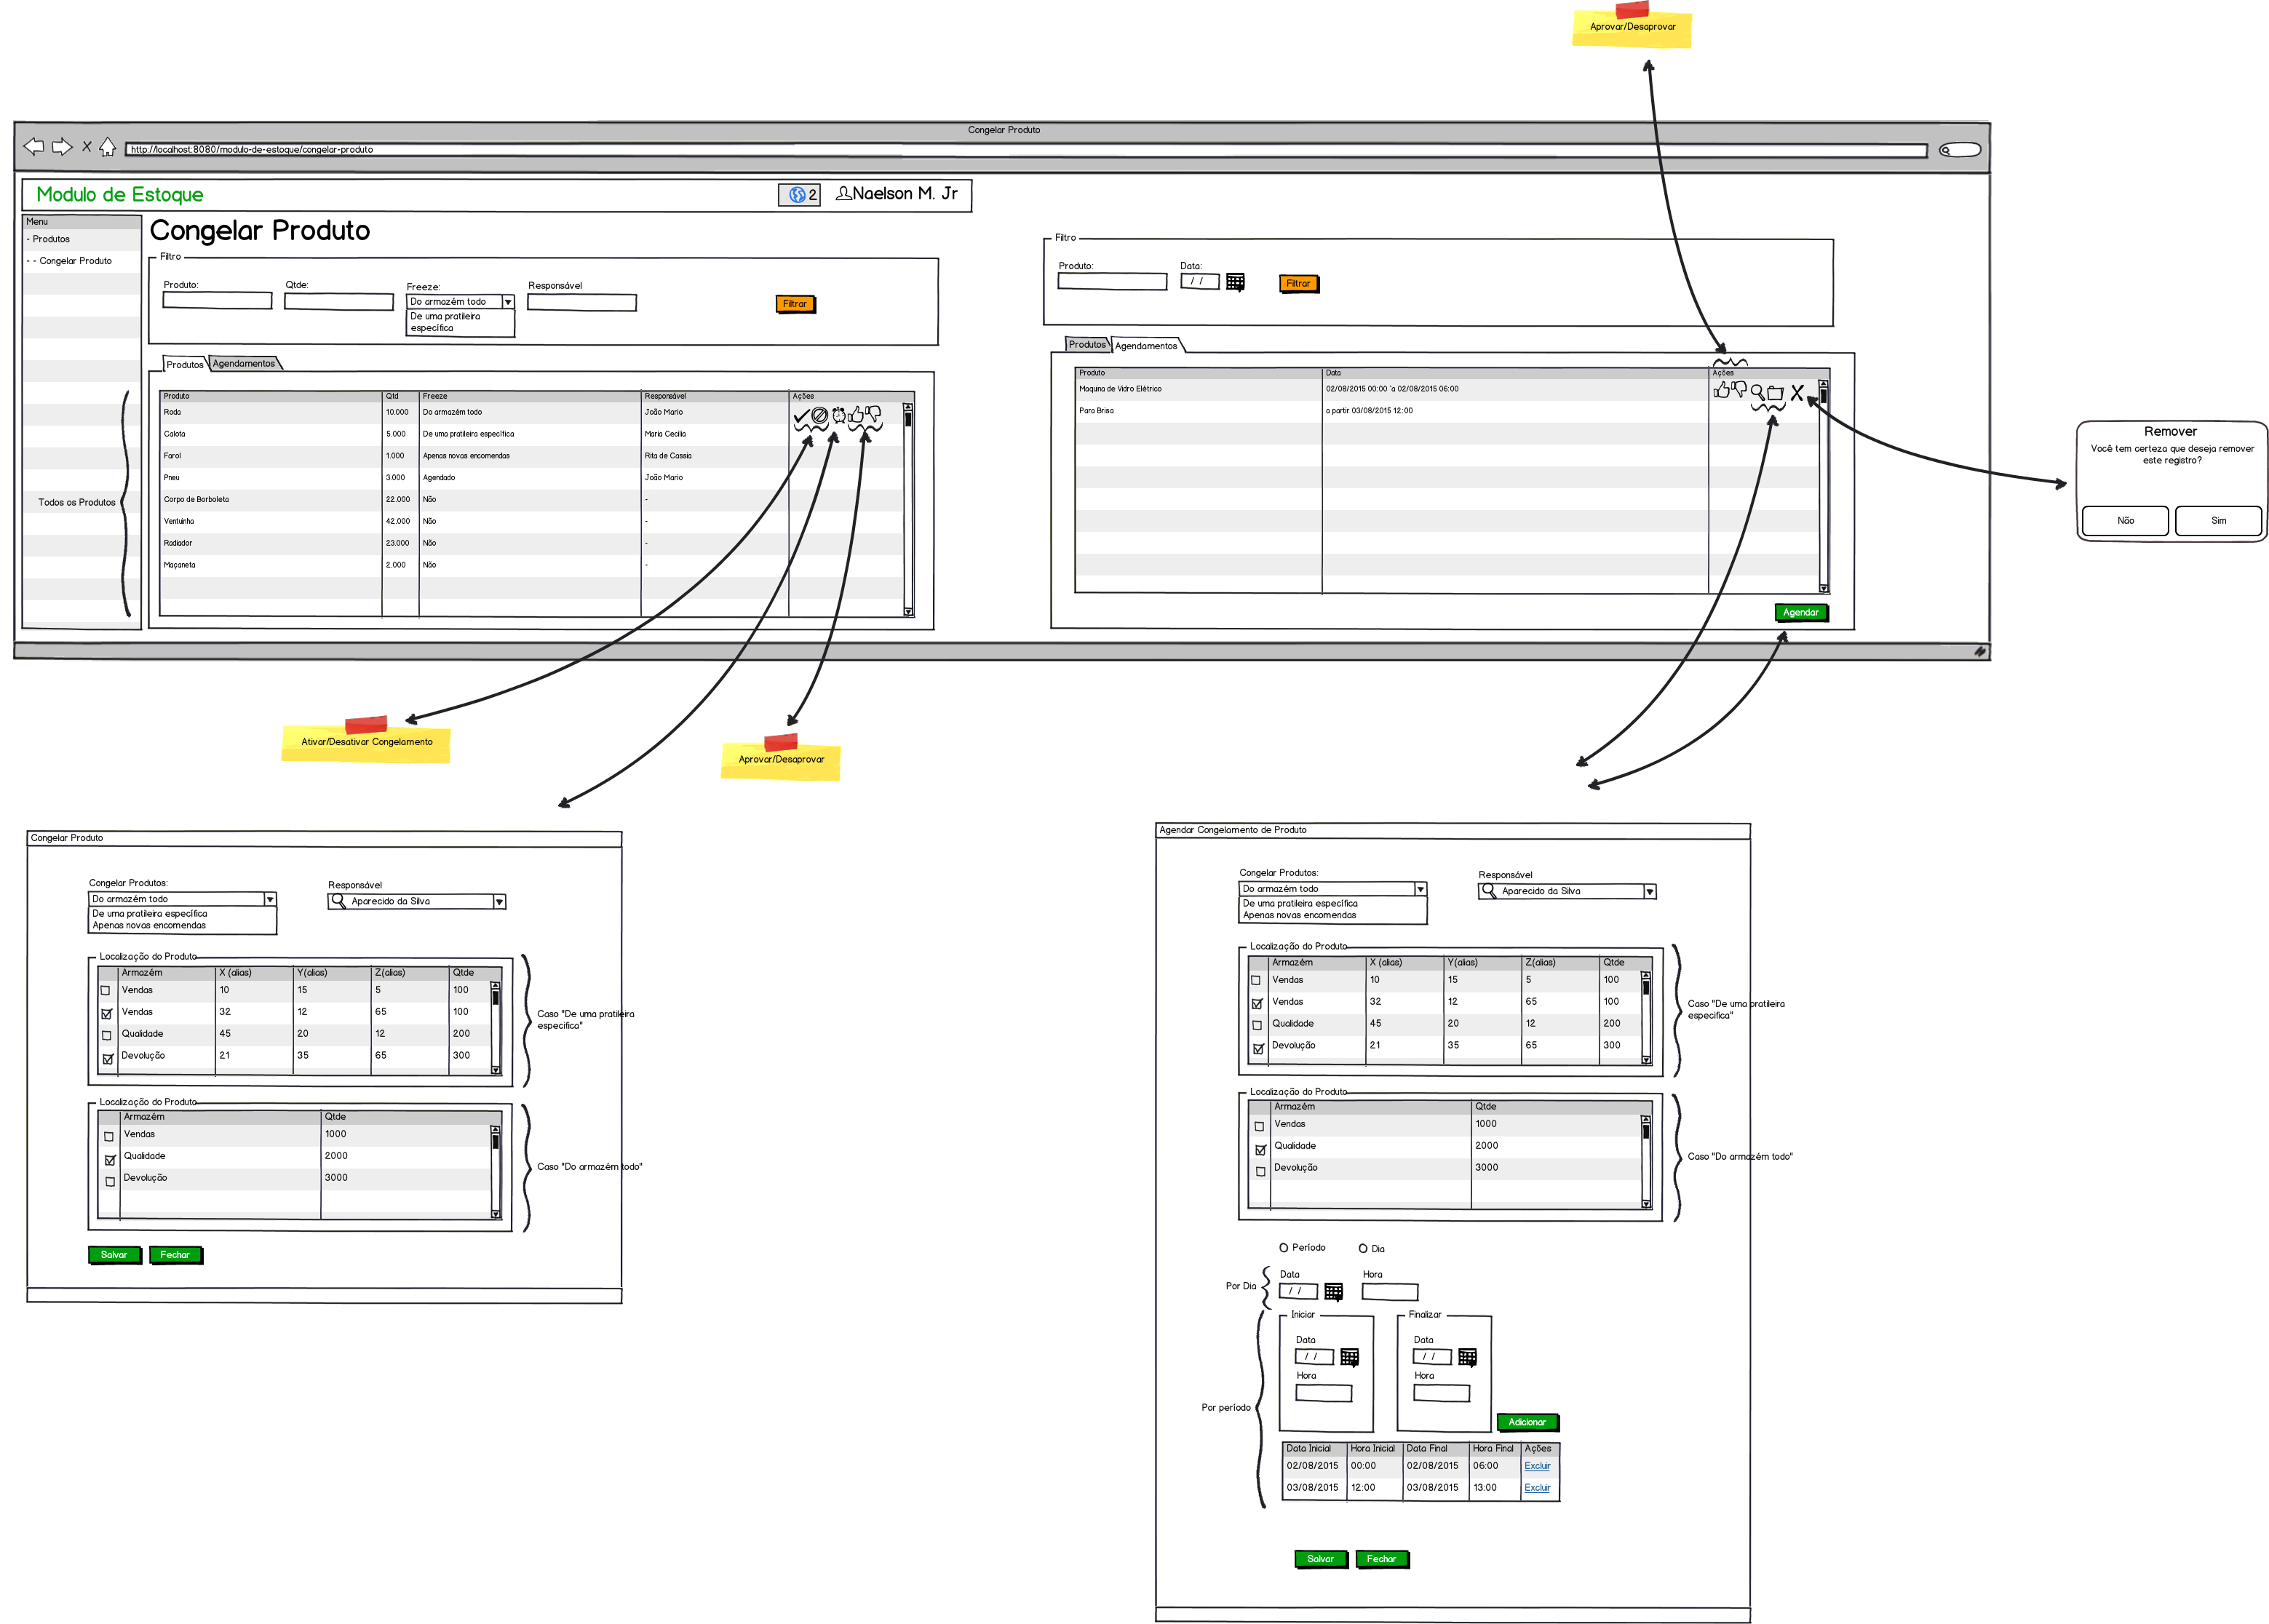 Aprovar/Desaprovar
Congelar Produto
http://localhost:8080/modulo-de-estoque/congelar-produto
Modulo de Estoque
2
Naelson M. Jr
Menu
- Produtos
- - Congelar Produto
Todos os Produtos
Congelar Produto
Filtro
Produto:
Qtde:
Freeze:
Responsável
Do armazém todo
De uma pratileira
específica
Filtrar
Produtos
Agendamentos
Produto Qtd Freeze Responsável Ações
Roda 10.000 Do armazém todo João Mario
Calota 5.000 De uma pratileira específica Maria Cecilia
Farol 1.000 Apenas novas encomendas Rita de Cassia
Pneu 3.000 Agendado João Mario
Corpo de Borboleta 22.000 Não -
Ventuinha 42.000 Não -
Radiador 23.000 Não -
Maçaneta 2.000 Não -
Filtro
Produto:
Data:
/ /
Filtrar
Produtos
Agendamentos
Produto Data Ações
Maquina de Vidro Elétrico 02/08/2015 00:00 'a 02/08/2015 06:00
Para Brisa a partir 03/08/2015 12:00
Agendar
Remover
Você tem certeza que deseja remover
este registro?
Não
Sim
Ativar/Desativar Congelamento
Aprovar/Desaprovar
Congelar Produto
Congelar Produtos:
Responsável
Do armazém todo
Aparecido da Silva
De uma pratileira específica
Apenas novas encomendas
Localização do Produto
Armazém X (alias) Y(alias) Z(alias) Qtde
Vendas 10 15 5 100
Vendas 32 12 65 100
Qualidade 45 20 12 200
Devolução 21 35 65 300
Caso "De uma pratileira
especifica"
Localização do Produto
Armazém Qtde
Vendas 1000
Qualidade 2000
Devolução 3000
Caso "Do armazém todo"
Salvar
Fechar
Agendar Congelamento de Produto
Congelar Produtos:
Responsável
Do armazém todo
Aparecido da Silva
De uma pratileira específica
Apenas novas encomendas
Localização do Produto
Armazém X (alias) Y(alias) Z(alias) Qtde
Vendas 10 15 5 100
Vendas 32 12 65 100
Qualidade 45 20 12 200
Devolução 21 35 65 300
Caso "De uma pratileira
especifica"
Localização do Produto
Armazém Qtde
Vendas 1000
Qualidade 2000
Devolução 3000
Caso "Do armazém todo"
Período
Dia
Por Dia
Data
Hora
/ /
Por período
Iniciar
Data
/ /
Hora
Finalizar
Data
/ /
Hora
Adicionar
Data Inicial Hora Inicial Data Final Hora Final Ações
02/08/2015 00:00 02/08/2015 06:00 Excluir
03/08/2015 12:00 03/08/2015 13:00 Excluir
Salvar
Fechar